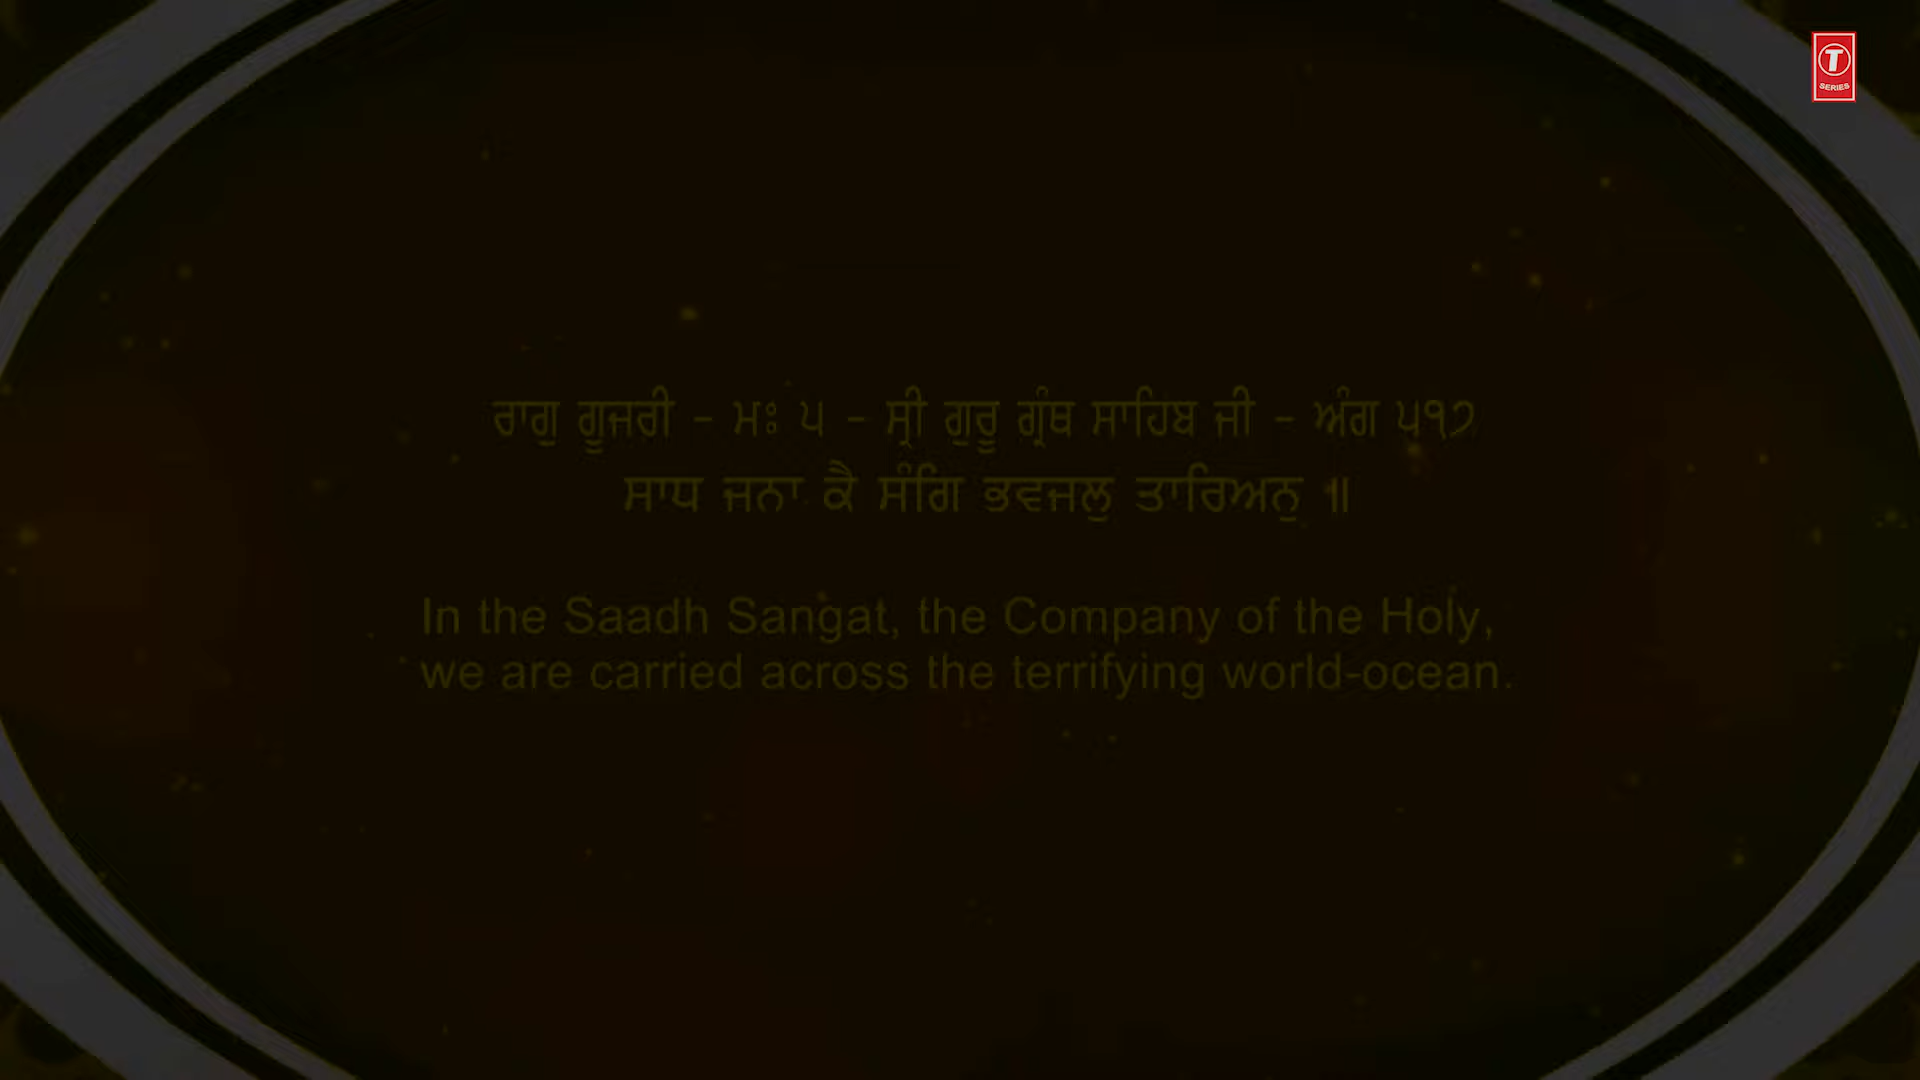 T
SERIES
ਰਾਗੁ ਗੂਜਰੀ - ਮਃ ੫ - ਸ੍ਰੀ ਗੁਰੂ ਗ੍ਰੰਥ ਸਾਹਿਬ ਜੀ - ਅੰਗ ੫੧੭
ਸਾਧ ਜਨਾ ਕੈ ਸੰਗਿ ਭਵਜਲੁ ਤਾਰਿਅਨੁ ॥
In the Saadh Sangat, the Company of the Holy,
we are carried across the terrifying world-ocean.